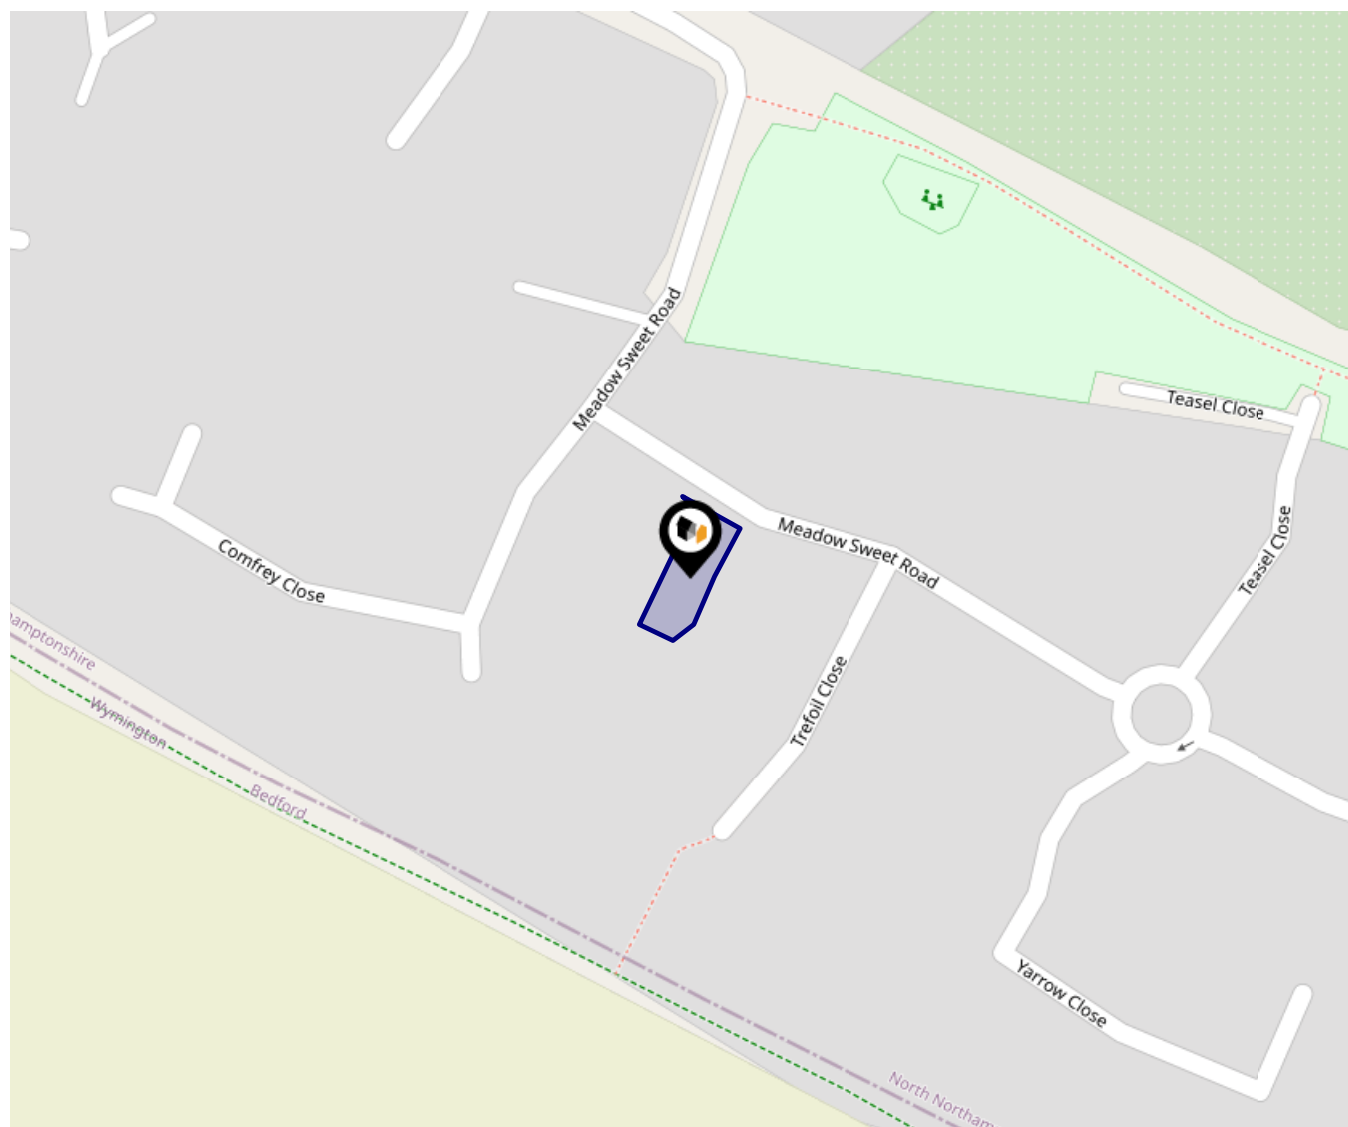 Meadow Sweet Road
Teasel Close
Meadow Sweet Road
Teasel Close
Comfrey Close
Trefoil Close
hamptonshire
Wymington
Bedford
Yarrow Close
North Northam